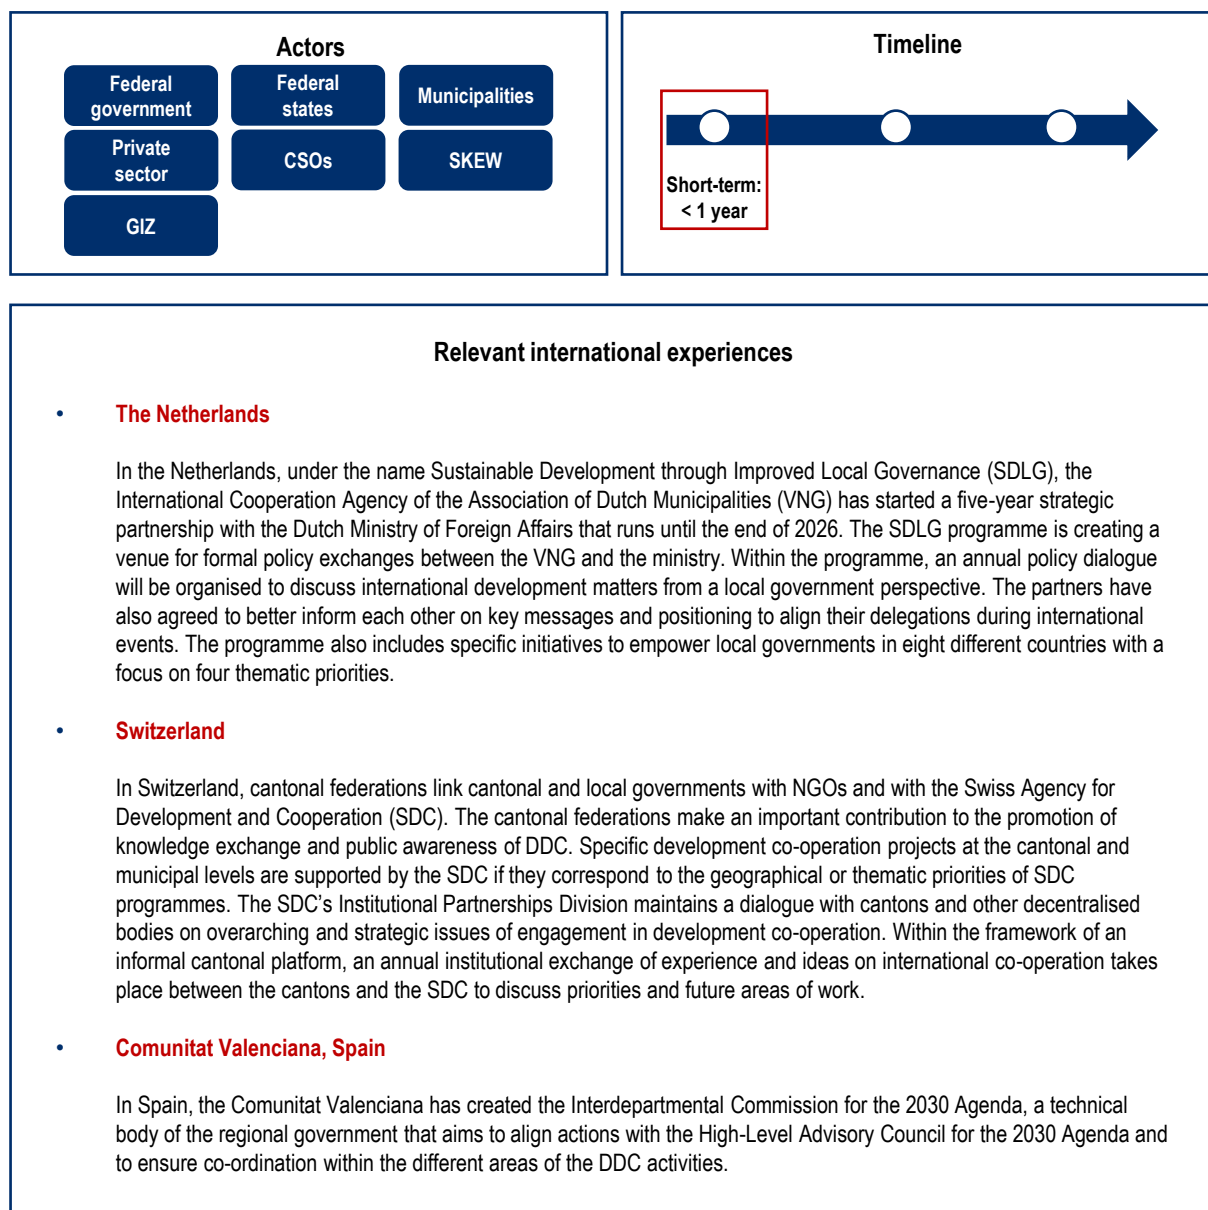 Actors
Federal
government
Federal
states
Municipalities
Private
sector
CSOs
SKEW
GIZ
Timeline
Short-term:
< 1 year
Relevant international experiences
• The Netherlands
In the Netherlands, under the name Sustainable Development through Improved Local Governance (SDLG), the
International Cooperation Agency of the Association of Dutch Municipalities (VNG) has started a five-year strategic
partnership with the Dutch Ministry of Foreign Affairs that runs until the end of 2026. The SDLG programme is creating a
venue for formal policy exchanges between the VNG and the ministry. Within the programme, an annual policy dialogue
will be organised to discuss international development matters from a local government perspective. The partners have
also agreed to better inform each other on key messages and positioning to align their delegations during international
events. The programme also includes specific initiatives to empower local governments in eight different countries with a
focus on four thematic priorities.
• Switzerland
In Switzerland, cantonal federations link cantonal and local governments with NGOs and with the Swiss Agency for
Development and Cooperation (SDC). The cantonal federations make an important contribution to the promotion of
knowledge exchange and public awareness of DDC. Specific development co-operation projects at the cantonal and
municipal levels are supported by the SDC if they correspond to the geographical or thematic priorities of SDC
programmes. The SDC's Institutional Partnerships Division maintains a dialogue with cantons and other decentralised
bodies on overarching and strategic issues of engagement in development co-operation. Within the framework of an
informal cantonal platform, an annual institutional exchange of experience and ideas on international co-operation takes
place between the cantons and the SDC to discuss priorities and future areas of work.
• Comunitat Valenciana, Spain
In Spain, the Comunitat Valenciana has created the Interdepartmental Commission for the 2030 Agenda, a technical
body of the regional government that aims to align actions with the High-Level Advisory Council for the 2030 Agenda and
to ensure co-ordination within the different areas of the DDC activities.